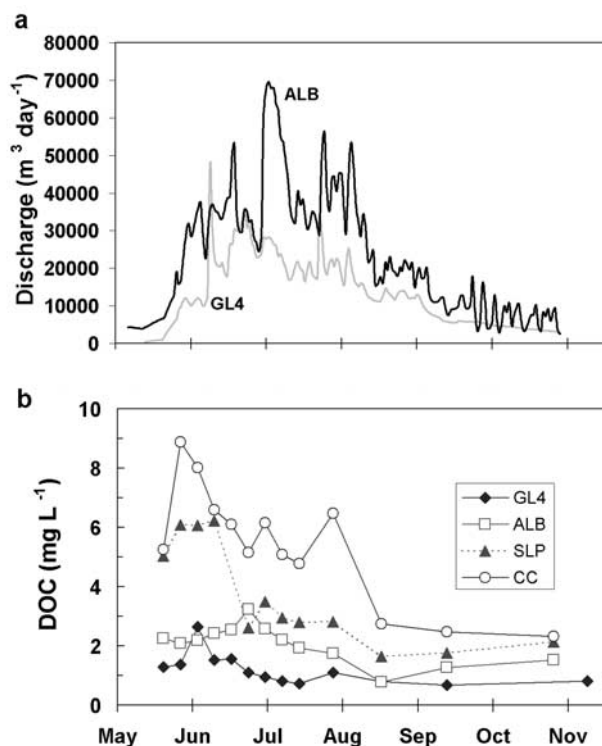 a
80000
70000
60000
50000
40000
30000
20000
10000
0
Discharge (m³ day⁻¹)
ALB
GL4
b
10
8
6
4
2
0
DOC (mg L⁻¹)
GL4
ALB
SLP
CC
May Jun Jul Aug Sep Oct Nov